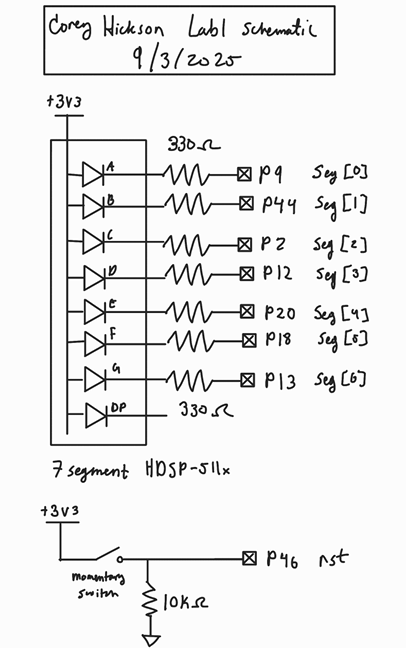 Corey Hickson Lab1 Schematic
9/3/2025
+3V3
330Ω
A P9 Seg [0]
B P44 Seg [1]
C P2 Seg [2]
D P12 Seg [3]
E P20 Seg [4]
F P18 Seg [5]
G P13 Seg [6]
DP 330Ω
7 segment HDSP-511x
+3V3
P46 rst
momentary
switch
10KΩ